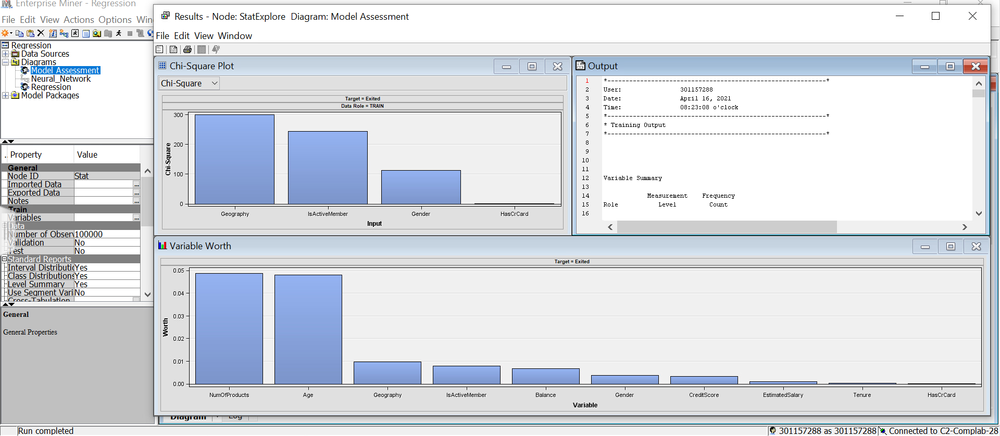 Enterprise Miner - Regression
File Edit View Actions Options Win
Regression
Data Sources
Diagrams
Model Assessment
Neural_Network
Regression
Model Packages
. Property Value
General
Node ID Stat
Imported Data ...
Exported Data ...
Notes ...
Train
Variables ...
Data
Number of Observ 100000
Validation No
Test No
Standard Reports
Interval Distributic Yes
Class Distributions Yes
Level Summary Yes
Use Segment Vari No
Cross-Tabulation
General
General Properties
Results - Node: StatExplore Diagram: Model Assessment
File Edit View Window
Chi-Square Plot
Chi-Square
Target = Exited
Data Role = TRAIN
Chi-Square
300
200
100
0
Geography IsActiveMember Gender HasCrCard
Input
Output
1 *------------------------------------------------------------*
2 User: 301157288
3 Date: April 16, 2021
4 Time: 08:23:08 o'clock
5 *------------------------------------------------------------*
6 * Training Output
7 *------------------------------------------------------------*
8
9
10
11
12 Variable Summary
13
14 Measurement Frequency
15 Role Level Count
16
Variable Worth
Target = Exited
Worth
0.05
0.04
0.03
0.02
0.01
0.00
NumOfProducts Age Geography IsActiveMember Balance Gender CreditScore EstimatedSalary Tenure HasCrCard
Variable
Diagram Log
Run completed
301157288 as 301157288 Connected to C2-Complab-28